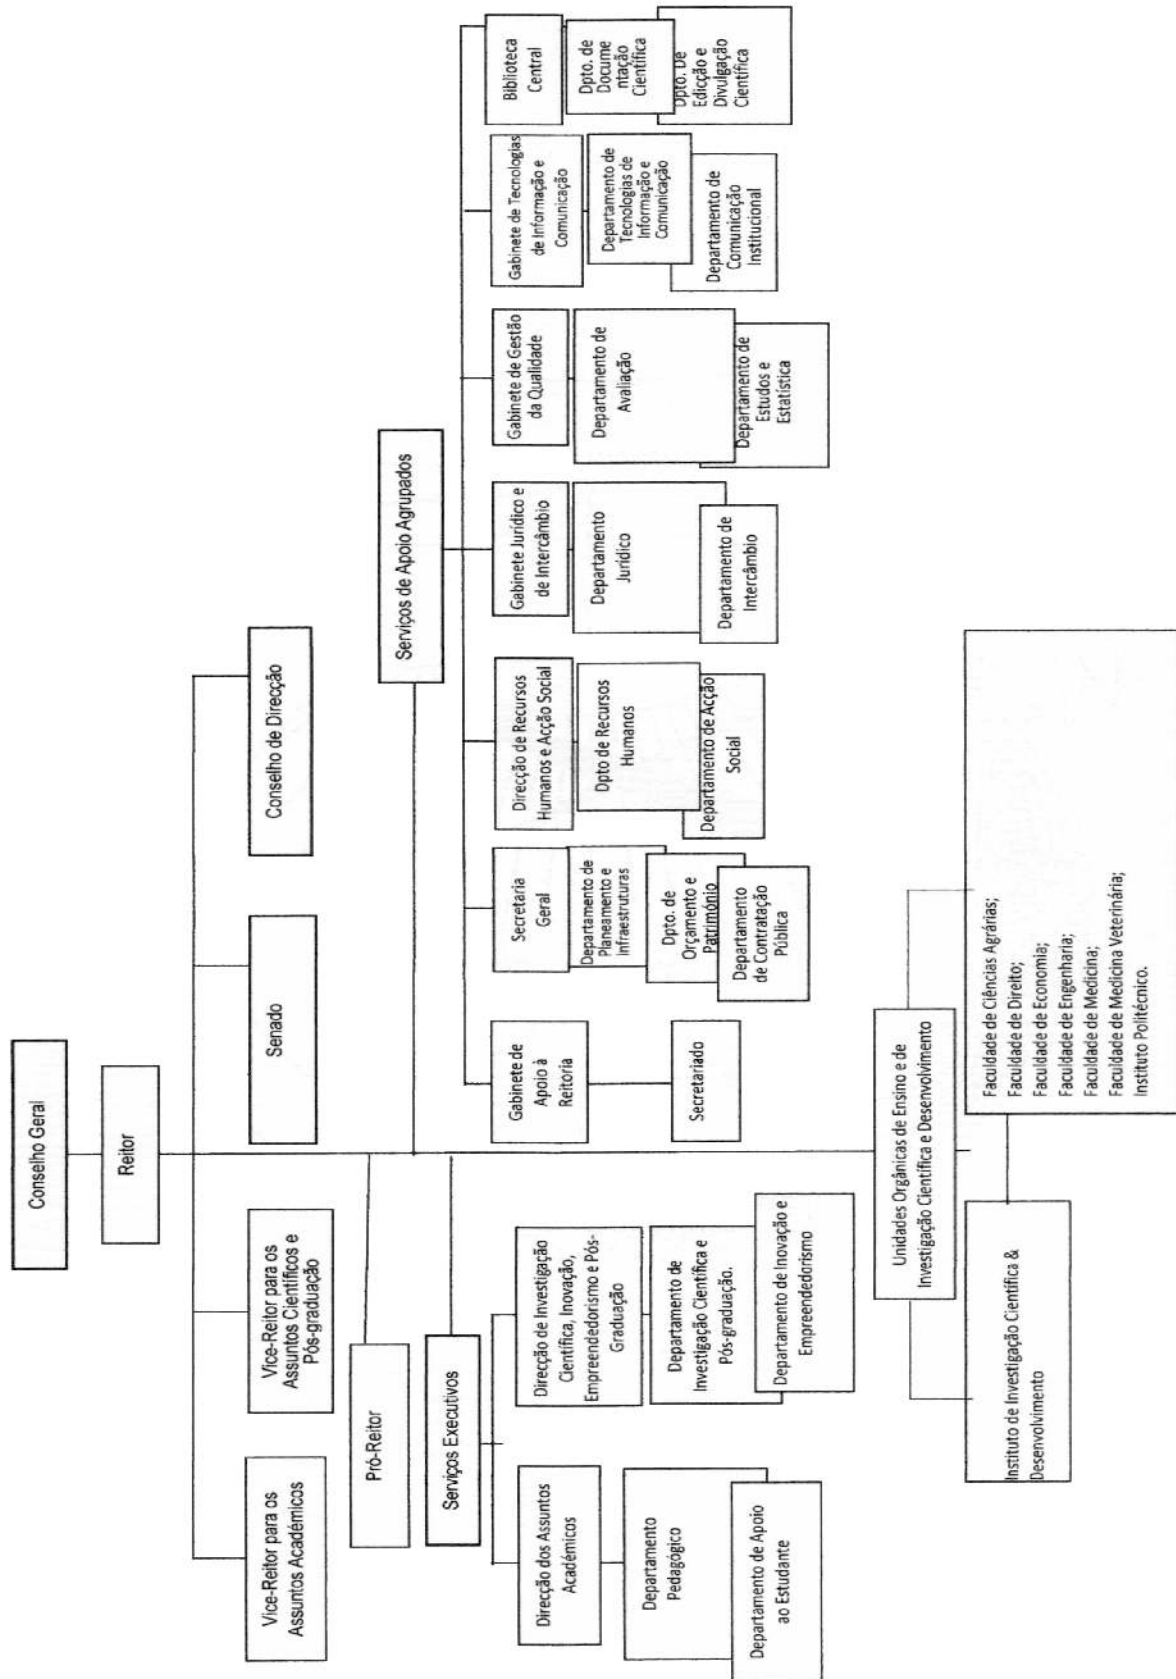 Conselho Geral
Reitor
Vice-Reitor para os
Assuntos Académicos
Vice-Reitor para os
Assuntos Científicos e
Pós-graduação
Senado
Conselho de Direcção
Pró-Reitor
Serviços Executivos
Serviços de Apoio Agrupados
Direcção dos Assuntos
Académicos
Departamento
Pedagógico
Departamento de Apoio
ao Estudante
Direcção de Investigação
Científica, Inovação,
Empreendedorismo e Pós-
Graduação
Departamento de
Investigação Científica e
Pós-graduação.
Departamento de Inovação e
Empreendedorismo
Gabinete de
Apoio à
Reitoria
Secretariado
Secretaria
Geral
Departamento de
Planeamento e
Infraestruturas
Dpto. de
Orçamento e
Património
Departamento
de Contratação
Pública
Direcção de Recursos
Humanos e Acção Social
Dpto de Recursos
Humanos
Departamento de Acção
Social
Gabinete Jurídico e
de Intercâmbio
Departamento
Jurídico
Departamento de
Intercâmbio
Gabinete de Gestão
da Qualidade
Departamento de
Avaliação
Departamento de
Estudos e
Estatística
Gabinete de Tecnologias
de Informação e
Comunicação
Departamento de
Tecnologias de
Informação e
Comunicação
Departamento de
Comunicação
Institucional
Biblioteca
Central
Dpto. de
Docume
ntação
Científica
Dpto. De
Edicção e
Divulgação
Científica
Unidades Orgânicas de Ensino e de
Investigação Científica e Desenvolvimento
Instituto de Investigação Científica &
Desenvolvimento
Faculdade de Ciências Agrárias;
Faculdade de Direito;
Faculdade de Economia;
Faculdade de Engenharia;
Faculdade de Medicina;
Faculdade de Medicina Veterinária;
Instituto Politécnico.